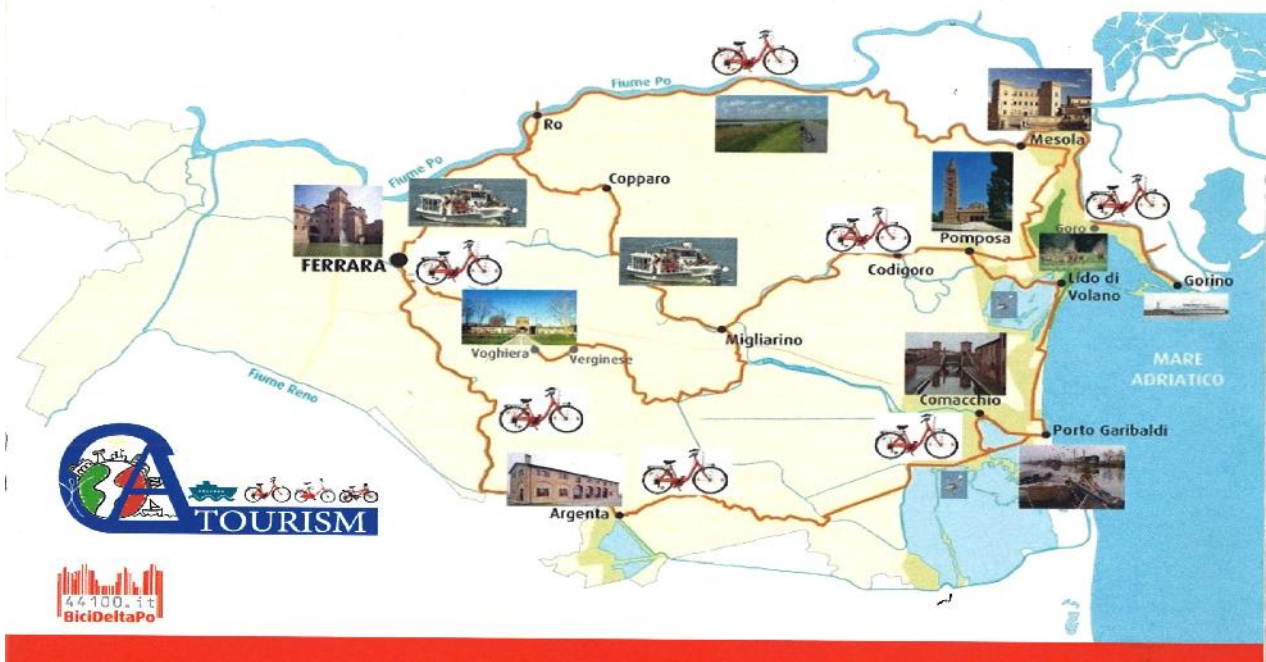 Fiume Po
Ro
Mesola
Fiume Po
Copparo
Goro
Pomposa
FERRARA
Codigoro
Lido di
Volano
Gorino
Migliarino
Voghiera
Verginese
MARE
ADRIATICO
Fiume Reno
Comacchio
Porto Garibaldi
CA
TOURISM
Argenta
44100.it
BiciDeltaPo